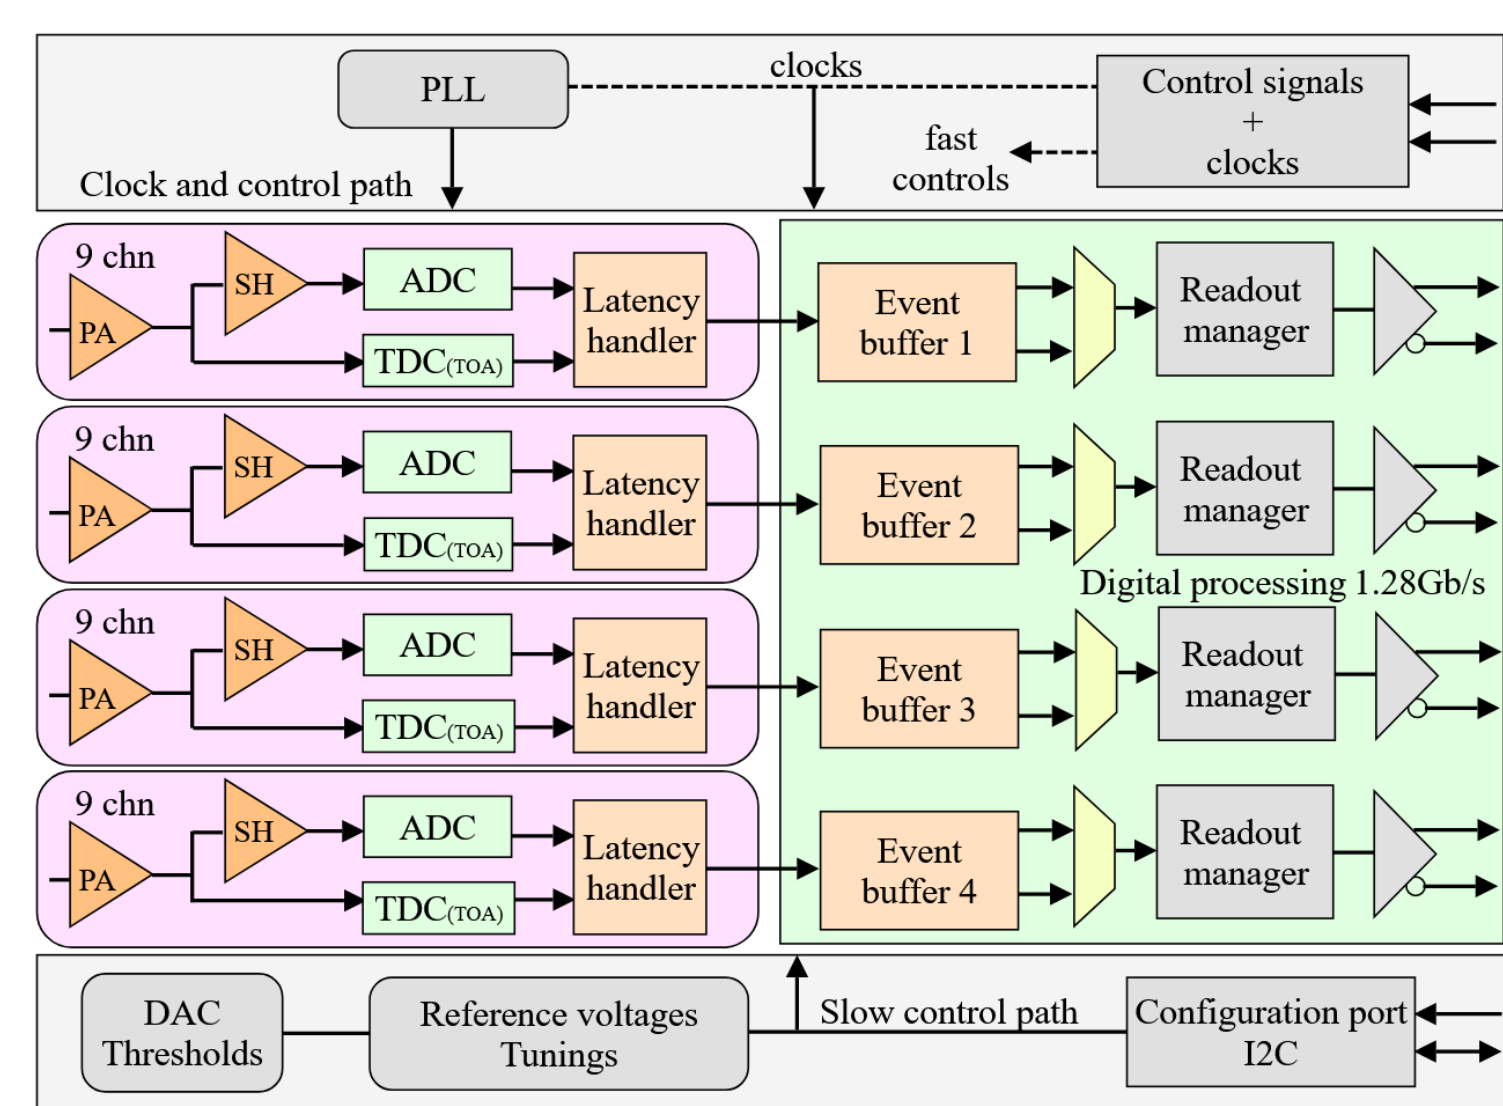 PLL
clocks
Control signals
+
clocks
fast
controls
Clock and control path
9 chn
PA
SH
ADC
TDC(TOA)
Latency
handler
Event
buffer 1
Readout
manager
9 chn
PA
SH
ADC
TDC(TOA)
Latency
handler
Event
buffer 2
Readout
manager
Digital processing 1.28Gb/s
9 chn
PA
SH
ADC
TDC(TOA)
Latency
handler
Event
buffer 3
Readout
manager
9 chn
PA
SH
ADC
TDC(TOA)
Latency
handler
Event
buffer 4
Readout
manager
DAC
Thresholds
Reference voltages
Tunings
Slow control path
Configuration port
I2C